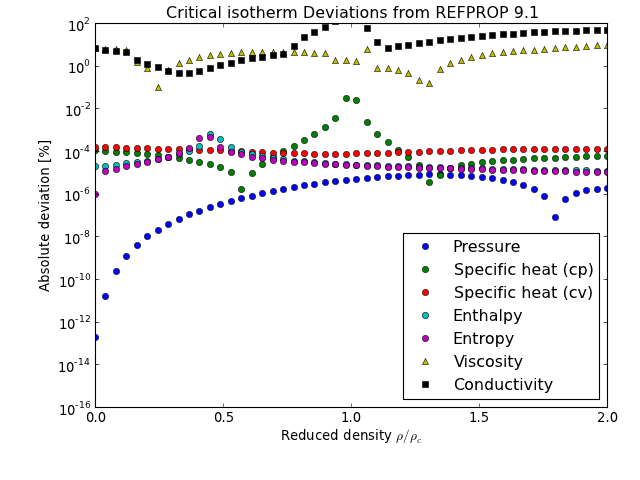 Critical isotherm Deviations from REFPROP 9.1
10^2
10^0
10^-2
10^-4
10^-6
10^-8
10^-10
10^-12
10^-14
10^-16
Absolute deviation [%]
Pressure
Specific heat (cp)
Specific heat (cv)
Enthalpy
Entropy
Viscosity
Conductivity
0.0 0.5 1.0 1.5 2.0
Reduced density ρ/ρ_c